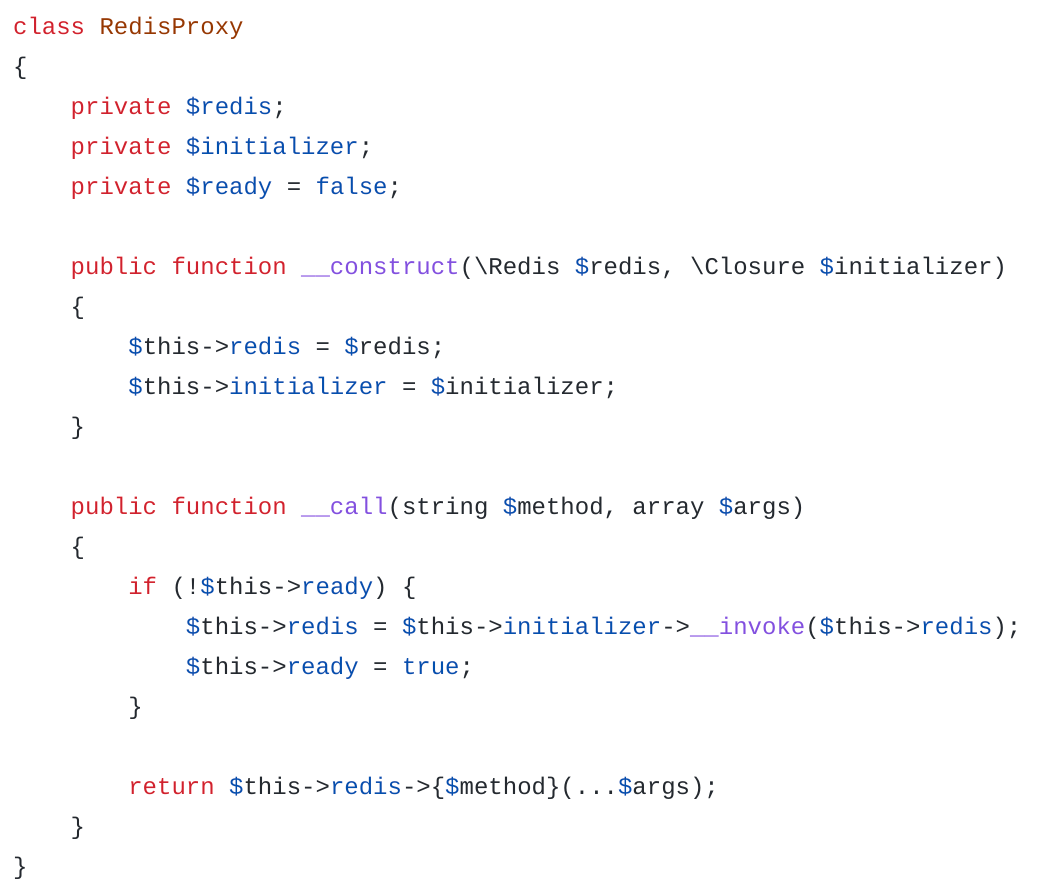 class RedisProxy
{
    private $redis;
    private $initializer;
    private $ready = false;

    public function __construct(\Redis $redis, \Closure $initializer)
    {
        $this->redis = $redis;
        $this->initializer = $initializer;
    }

    public function __call(string $method, array $args)
    {
        if (!$this->ready) {
            $this->redis = $this->initializer->__invoke($this->redis);
            $this->ready = true;
        }

        return $this->redis->{$method}(...$args);
    }
}